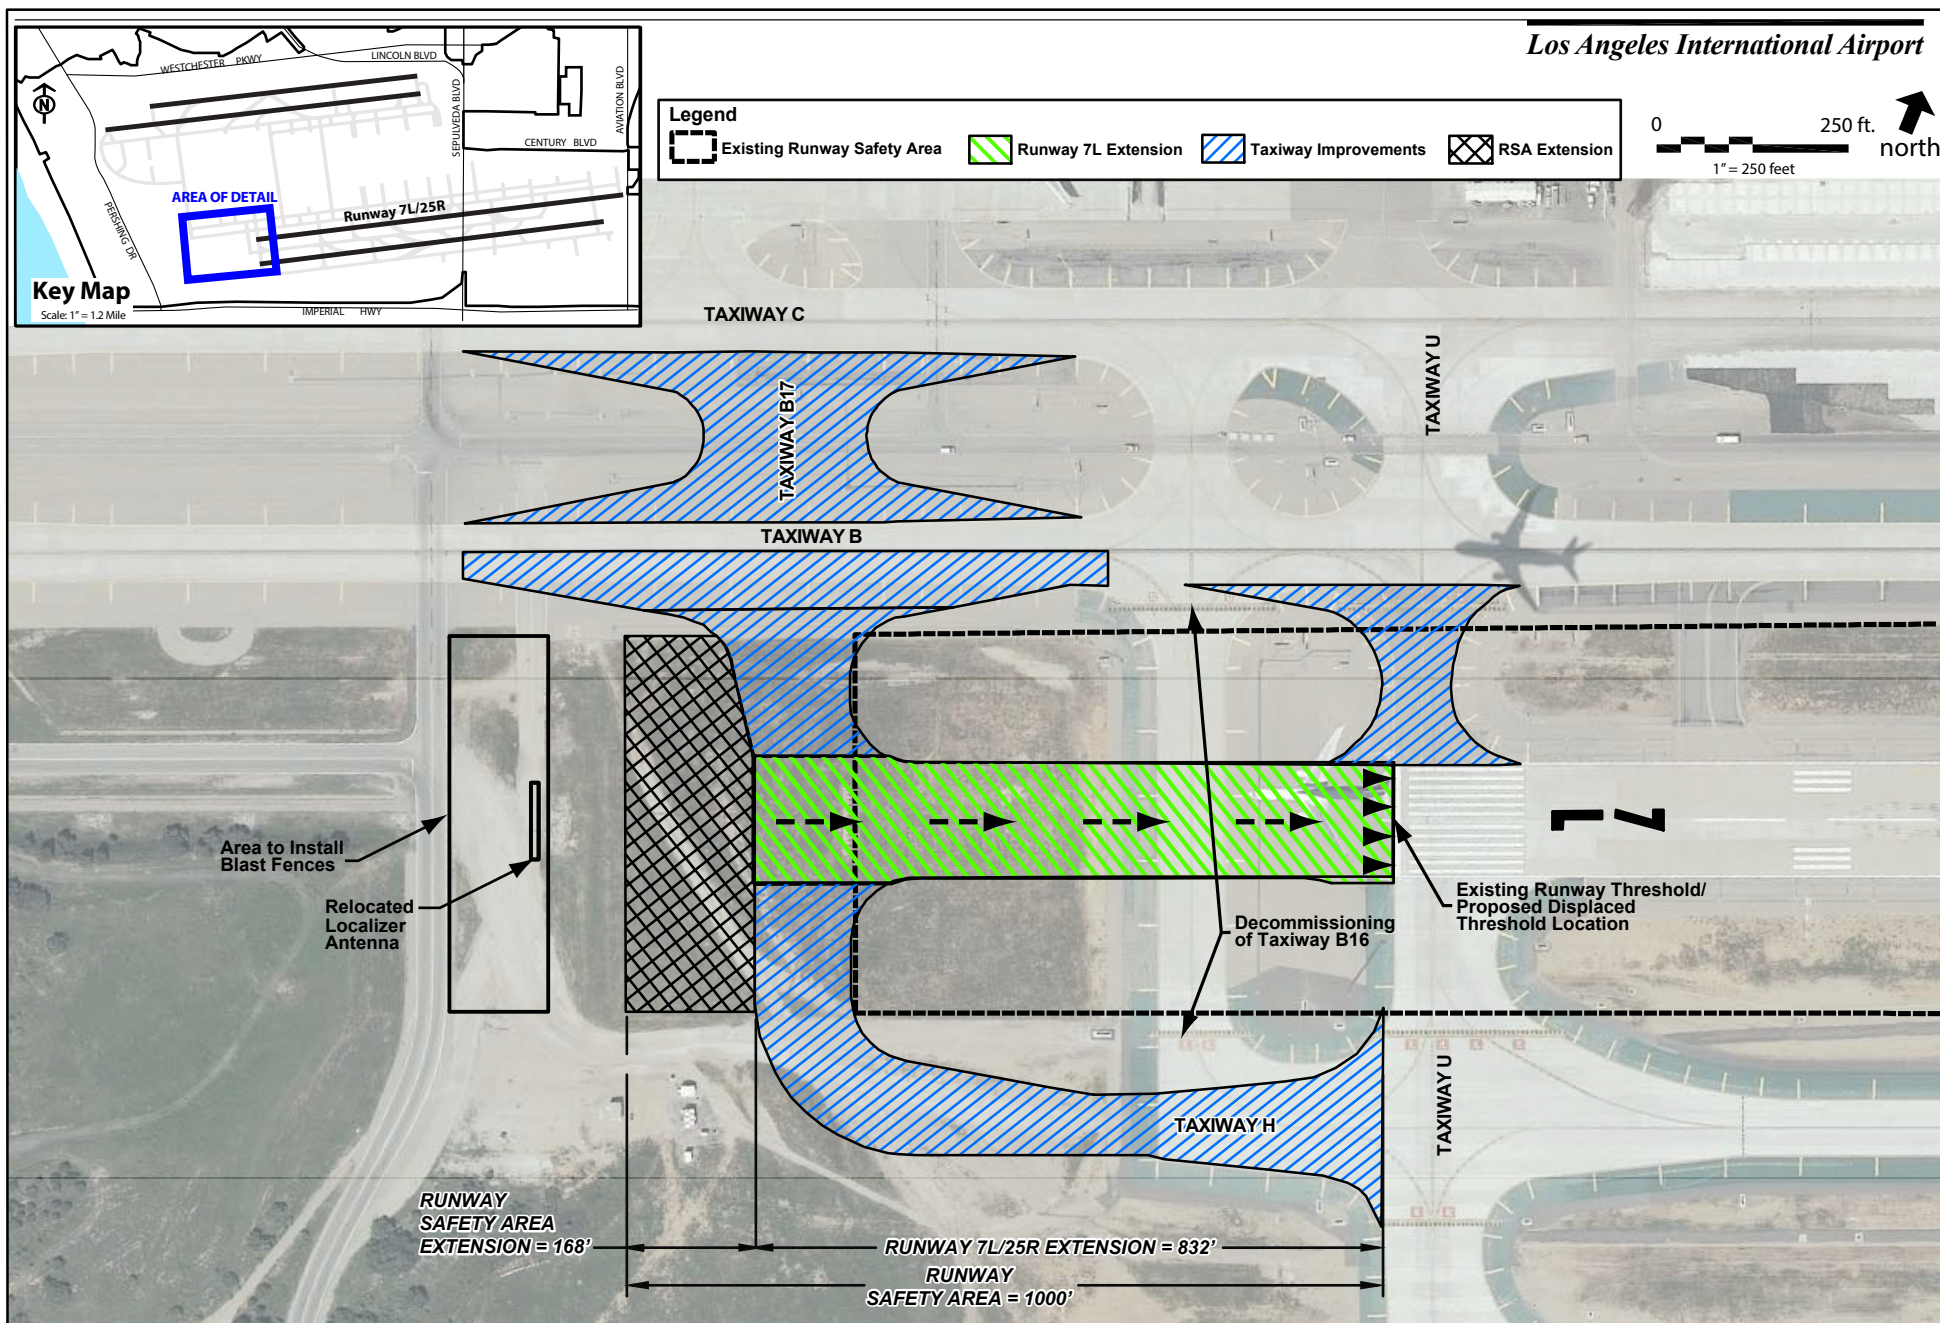 Los Angeles International Airport
WESTCHESTER PKWY
LINCOLN BLVD
SEPULVEDA BLVD
AVIATION BLVD
CENTURY BLVD
N
AREA OF DETAIL
Runway 7L/25R
PERSHING DR
Key Map
Scale: 1" = 1.2 Mile
IMPERIAL HWY
Legend
Existing Runway Safety Area
Runway 7L Extension
Taxiway Improvements
RSA Extension
0 250 ft.
1" = 250 feet
north
TAXIWAY C
TAXIWAY U
TAXIWAY B17
TAXIWAY B
7L
Area to Install
Blast Fences
Relocated
Localizer
Antenna
Existing Runway Threshold/
Proposed Displaced
Threshold Location
Decommissioning
of Taxiway B16
TAXIWAY H
TAXIWAY U
RUNWAY
SAFETY AREA
EXTENSION = 168'
RUNWAY 7L/25R EXTENSION = 832'
RUNWAY
SAFETY AREA = 1000'